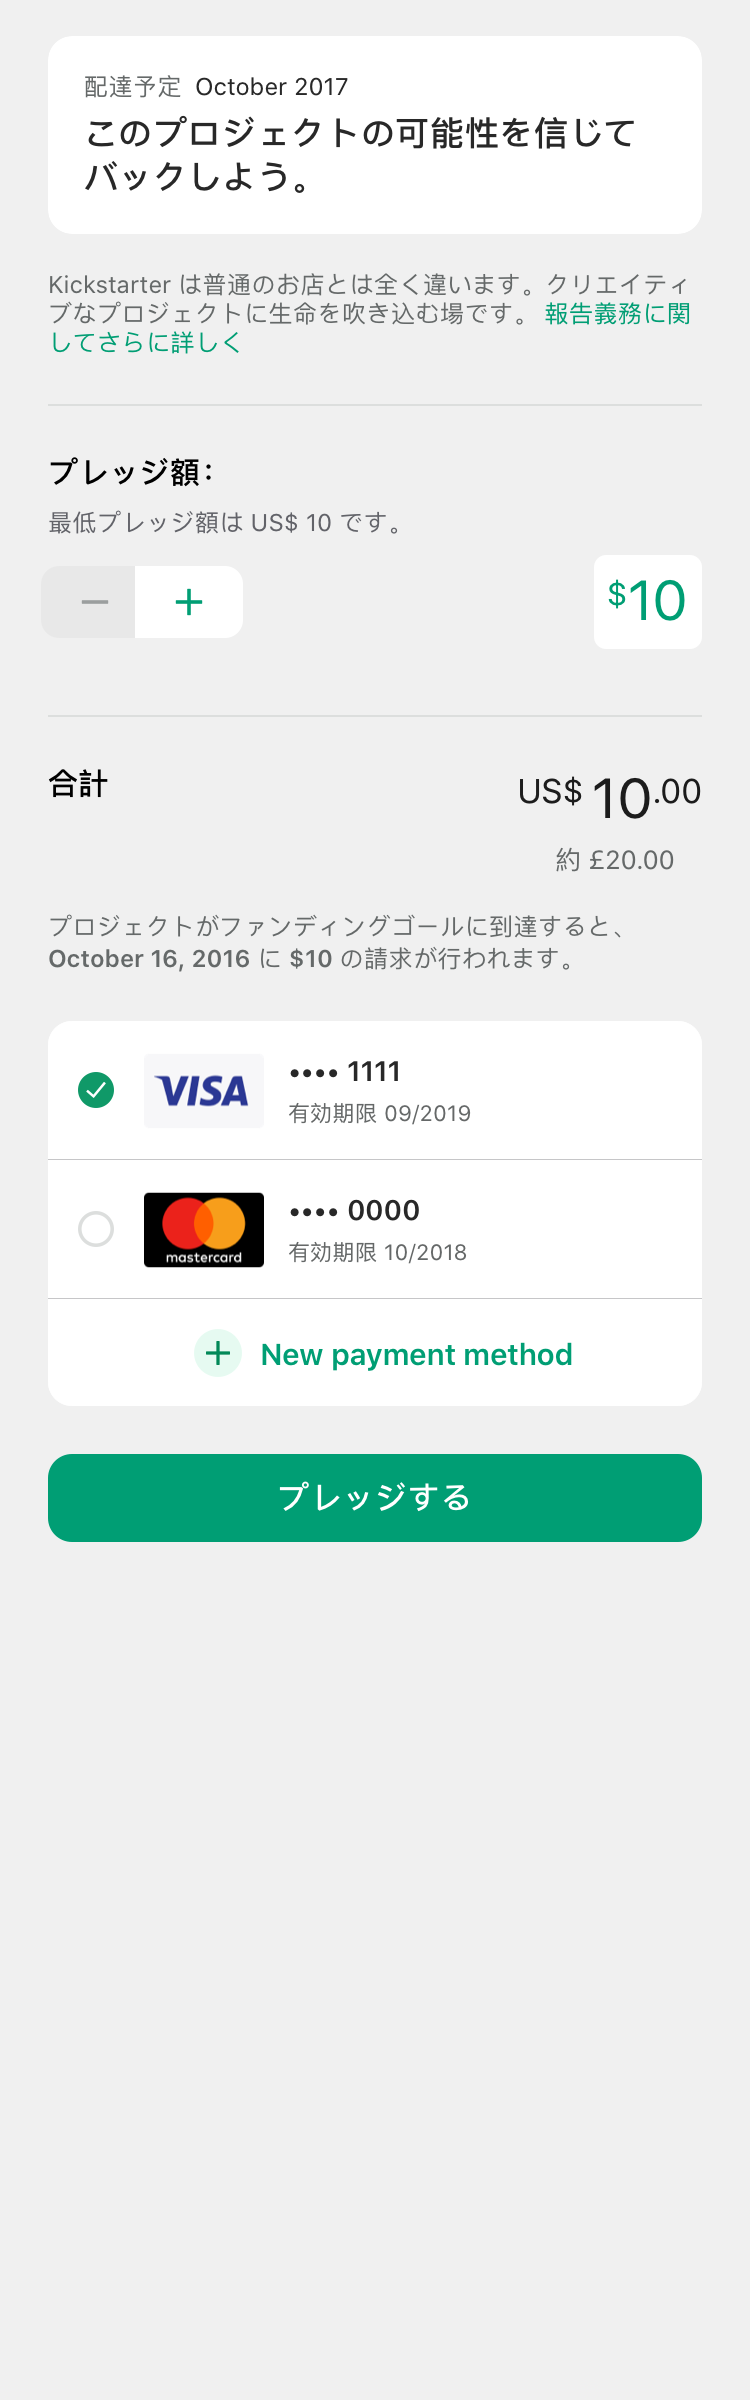 配達予定 October 2017
このプロジェクトの可能性を信じて
バックしよう。
Kickstarter は普通のお店とは全く違います。クリエイティ
ブなプロジェクトに生命を吹き込む場です。 報告義務に関
してさらに詳しく
プレッジ額：
最低プレッジ額は US$ 10 です。
− +
$10
合計
US$ 10.00
約 £20.00
プロジェクトがファンディングゴールに到達すると、
October 16, 2016 に $10 の請求が行われます。
VISA
•••• 1111
有効期限 09/2019
mastercard
•••• 0000
有効期限 10/2018
+ New payment method
プレッジする